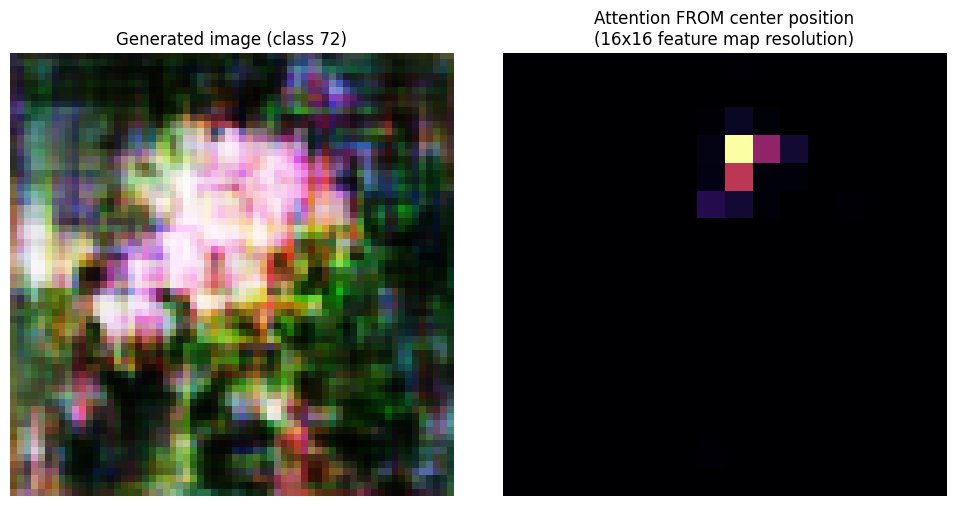 Generated image (class 72)
Attention FROM center position
(16x16 feature map resolution)